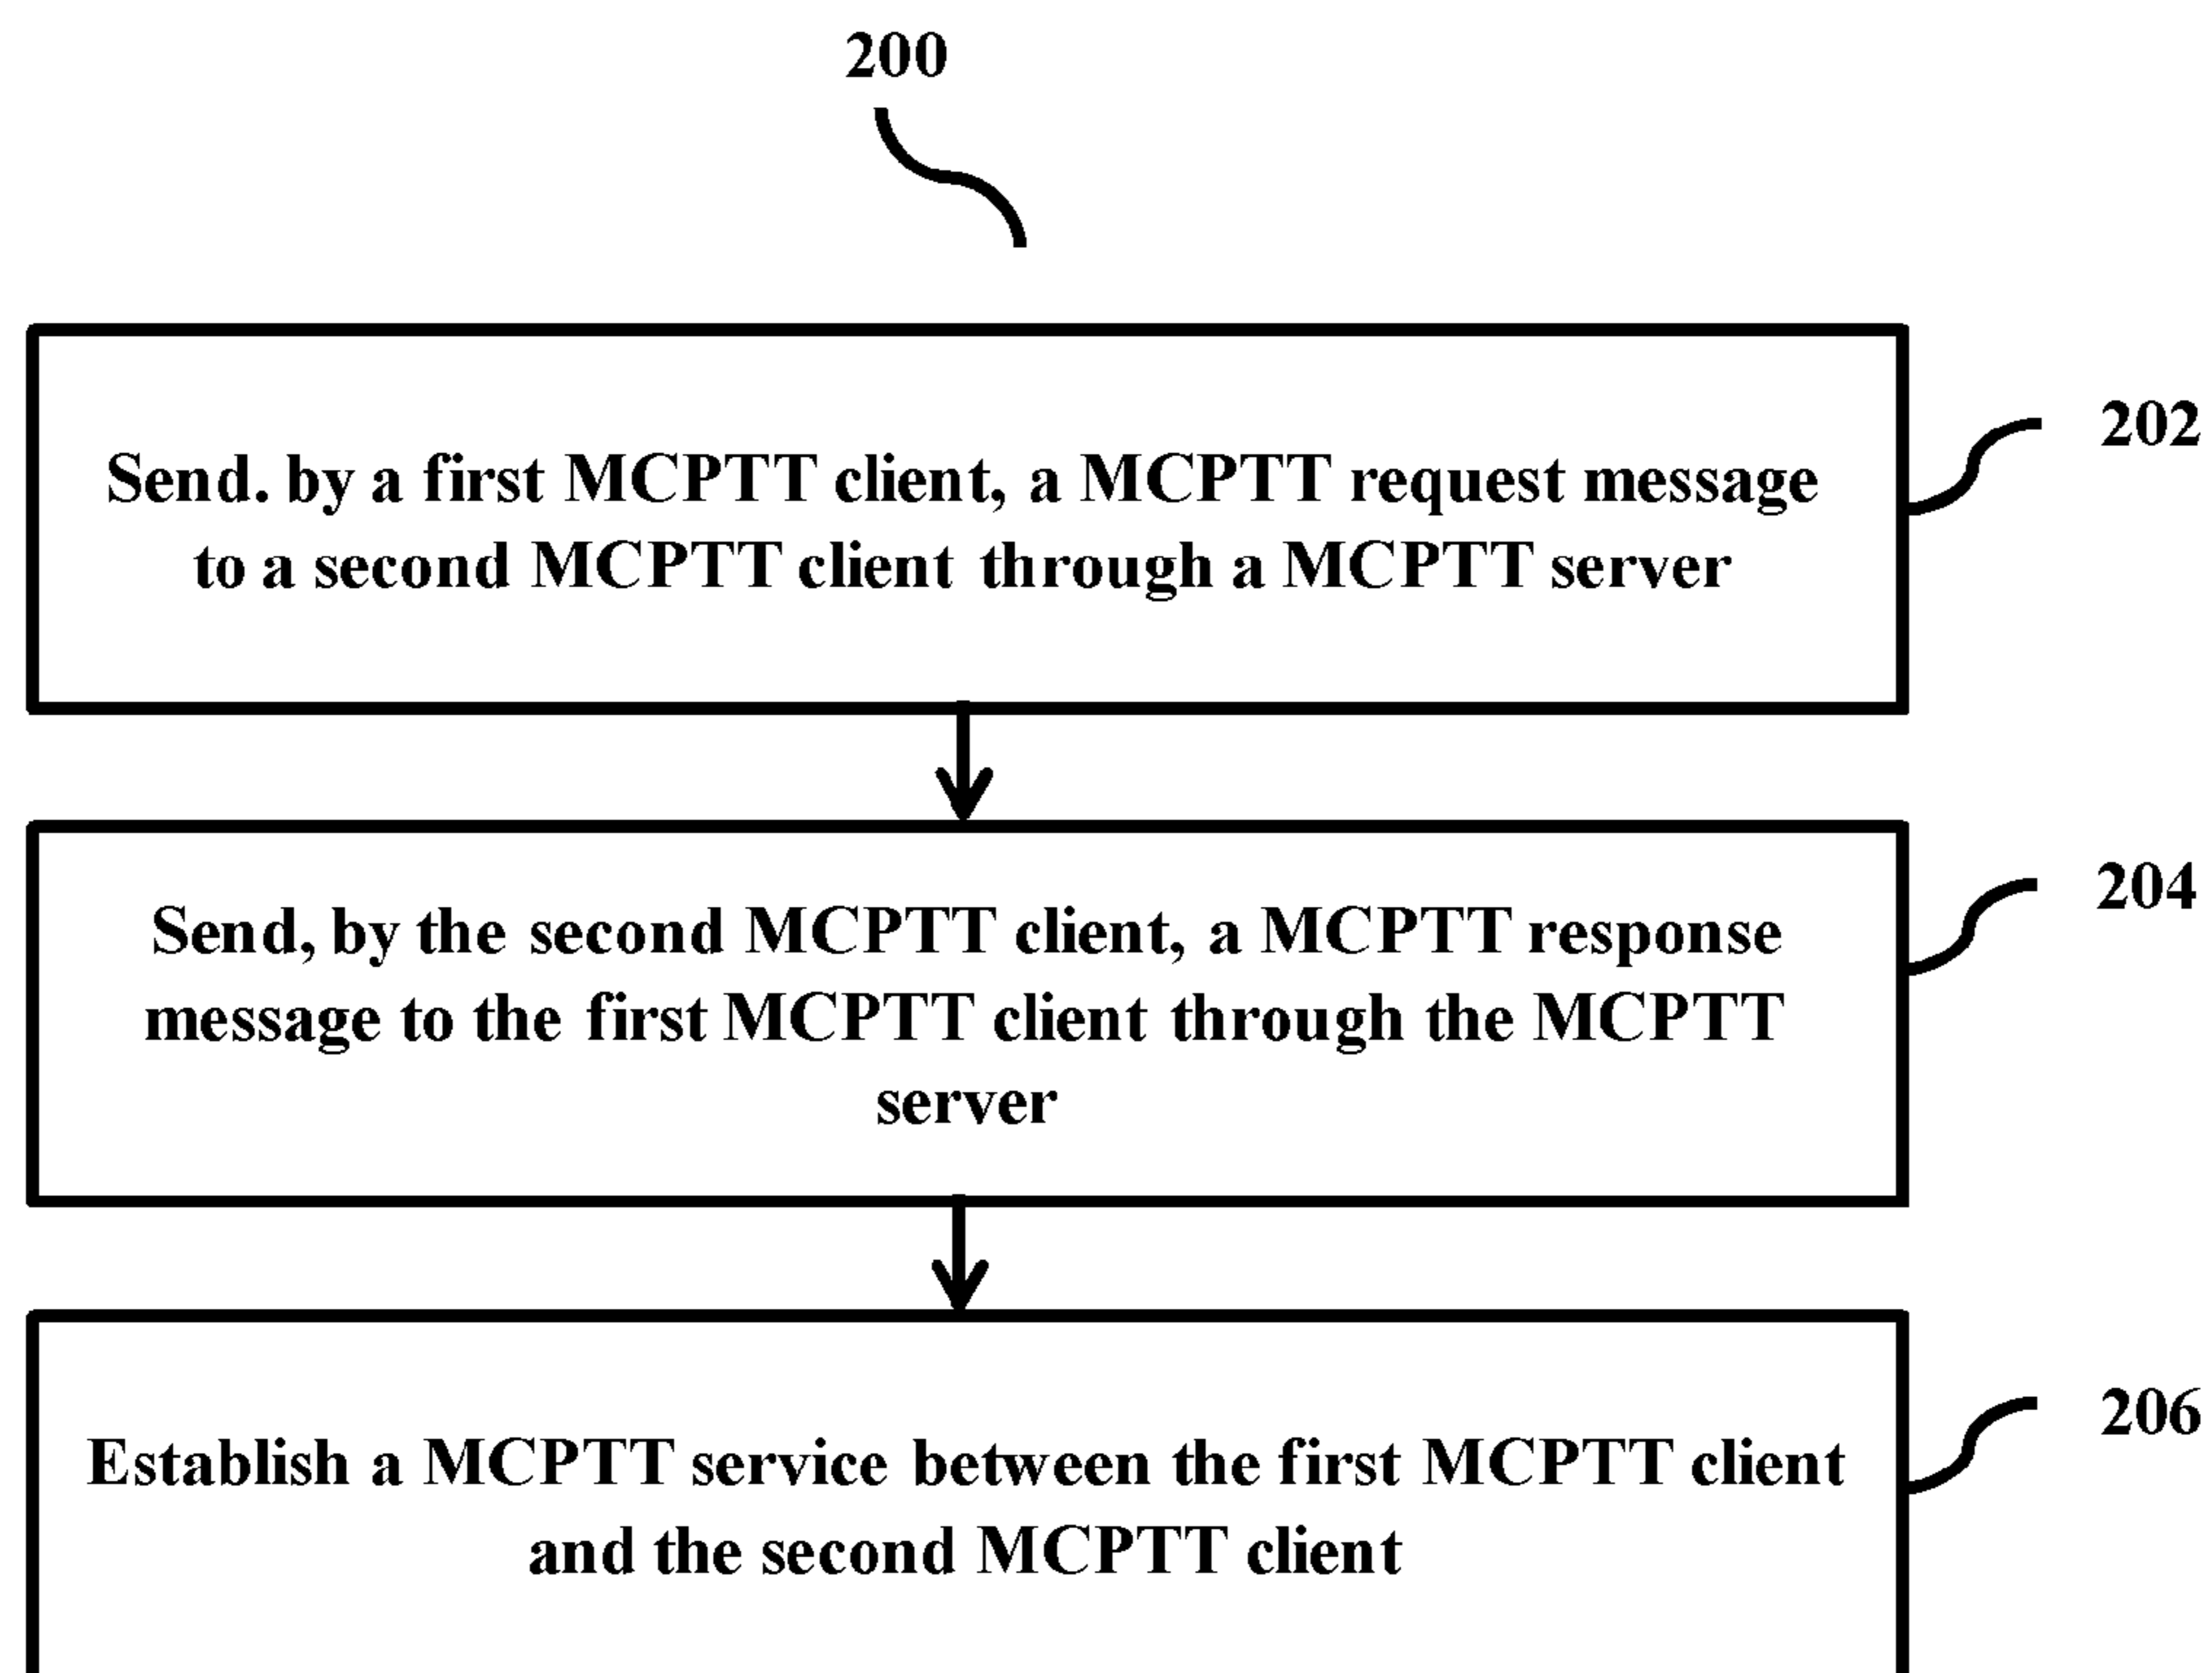 200
202
Send. by a first MCPTT client, a MCPTT request message
to a second MCPTT client through a MCPTT server
204
Send, by the second MCPTT client, a MCPTT response
message to the first MCPTT client through the MCPTT
server
206
Establish a MCPTT service between the first MCPTT client
and the second MCPTT client